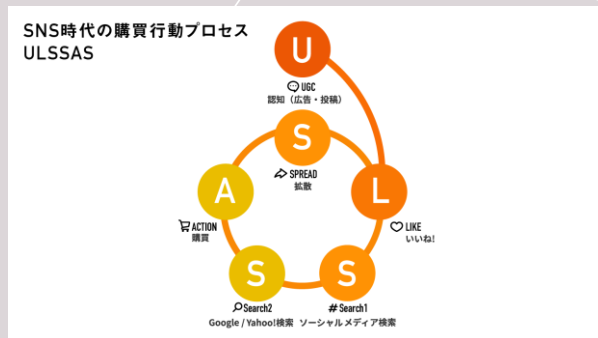 SNS時代の購買行動プロセス
ULSSAS
U
UGC
認知（広告・投稿）
S
SPREAD
拡散
A
ACTION
購買
L
LIKE
いいね!
S
Search2
Google / Yahoo!検索
S
#Search1
ソーシャルメディア検索